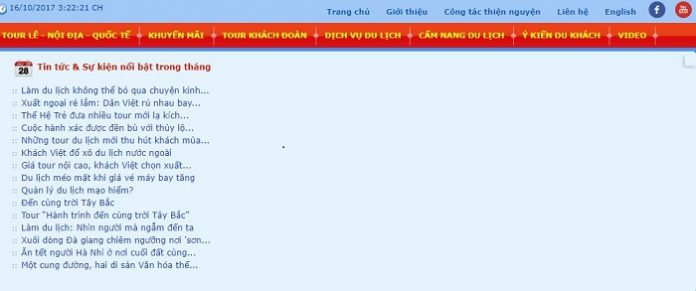 16/10/2017 3:22:21 CH
Trang chủ Giới thiệu Công tác thiện nguyện Liên hệ English
TOUR LẺ - NỘI ĐỊA - QUỐC TẾ KHUYẾN MÃI TOUR KHÁCH ĐOÀN DỊCH VỤ DU LỊCH CẨM NANG DU LỊCH Ý KIẾN DU KHÁCH VIDEO
28 Tin tức & Sự kiện nổi bật trong tháng
:: Làm du lịch không thể bỏ qua chuyện kinh...
:: Xuất ngoại rẻ lắm: Dân Việt rủ nhau bay...
:: Thế Hệ Trẻ đưa nhiều tour mới lạ kích...
:: Cuộc hành xác được đền bù với thủy lộ...
:: Những tour du lịch mới thu hút khách mùa...
:: Khách Việt đổ xô du lịch nước ngoài
:: Giá tour nội cao, khách Việt chọn xuất...
:: Du lịch méo mặt khi giá vé máy bay tăng
:: Quản lý du lịch mạo hiểm?
:: Đến cùng trời Tây Bắc
:: Tour "Hành trình đến cùng trời Tây Bắc"
:: Làm du lịch: Nhìn người mà ngẫm đến ta
:: Xuôi dòng Đà giang chiêm ngưỡng nơi 'sơn...
:: Ăn tết người Hà Nhì ở nơi cuối đất cùng...
:: Một cung đường, hai di sản Văn hóa thế...